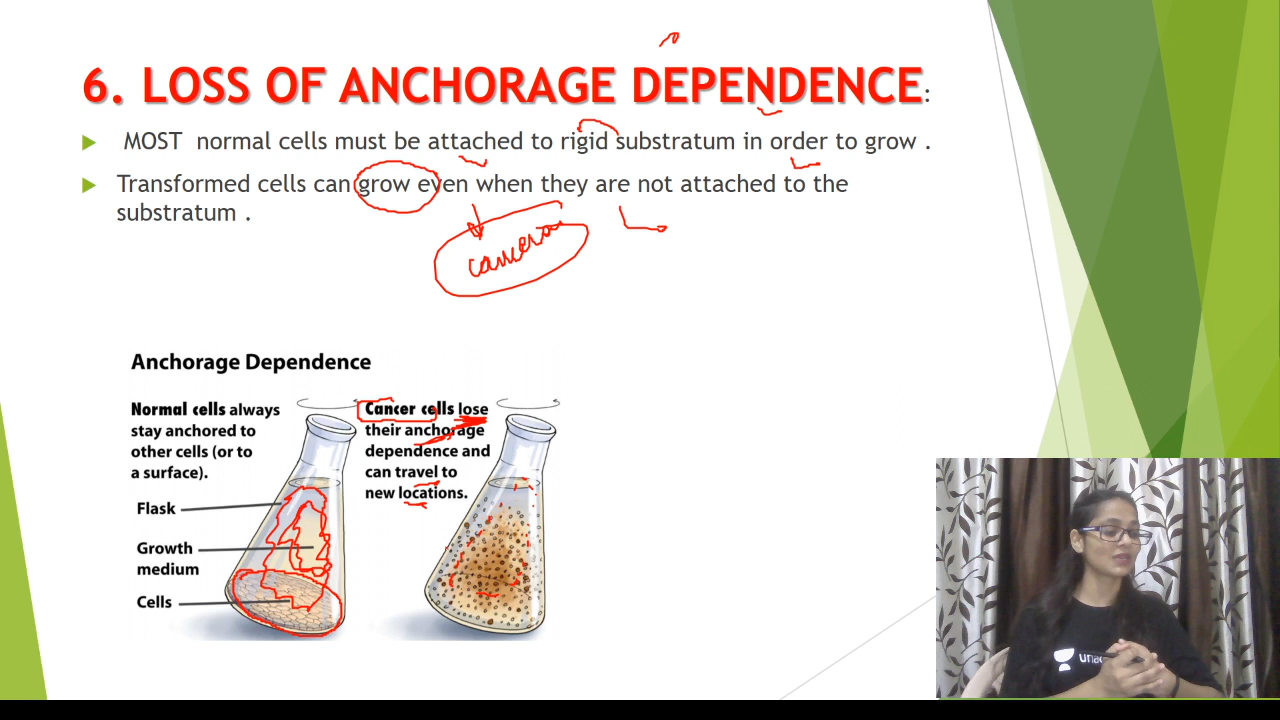 6. LOSS OF ANCHORAGE DEPENDENCE:
MOST normal cells must be attached to rigid substratum in order to grow .
Transformed cells can grow even when they are not attached to the
substratum .
Anchorage Dependence
Normal cells always
stay anchored to
other cells (or to
a surface).
Flask
Growth
medium
Cells
Cancer cells lose
their anchorage
dependence and
can travel to
new locations.